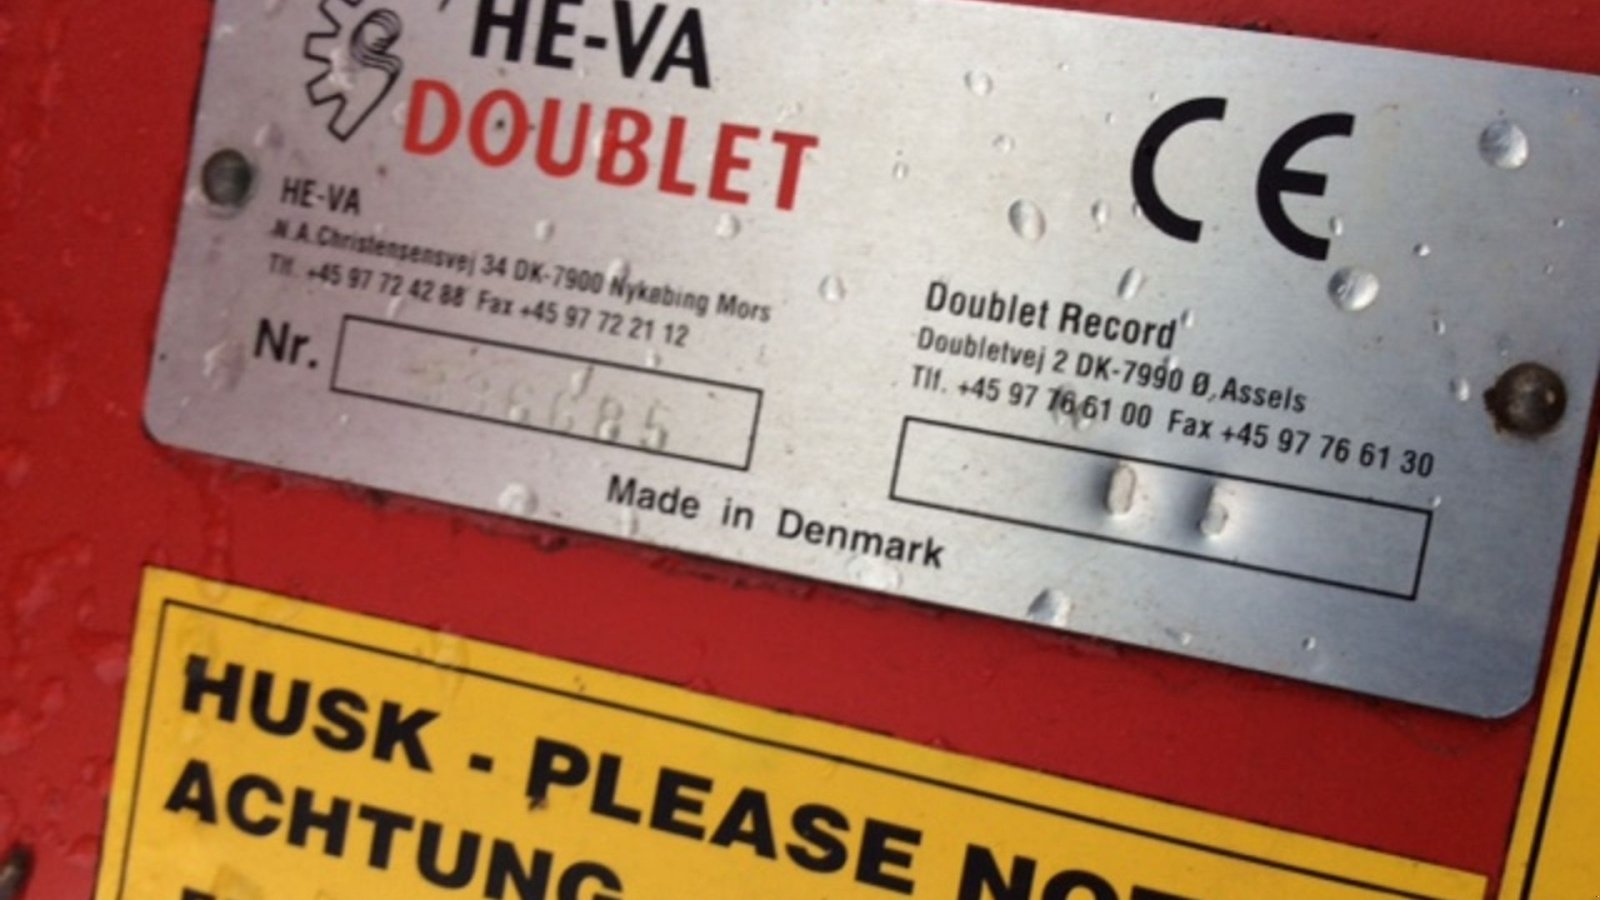 HE-VA
DOUBLET
CE
HE-VA
N.A.Christensensvej 34 DK-7900 Nykøbing Mors
Tlf. +45 97 72 42 88 Fax +45 97 72 21 12
Nr.
Doublet Record
Doubletvej 2 DK-7990 Ø, Assels
Tlf. +45 97 76 61 00 Fax +45 97 76 61 30
Made in Denmark
HUSK - PLEASE
ACHTUNG